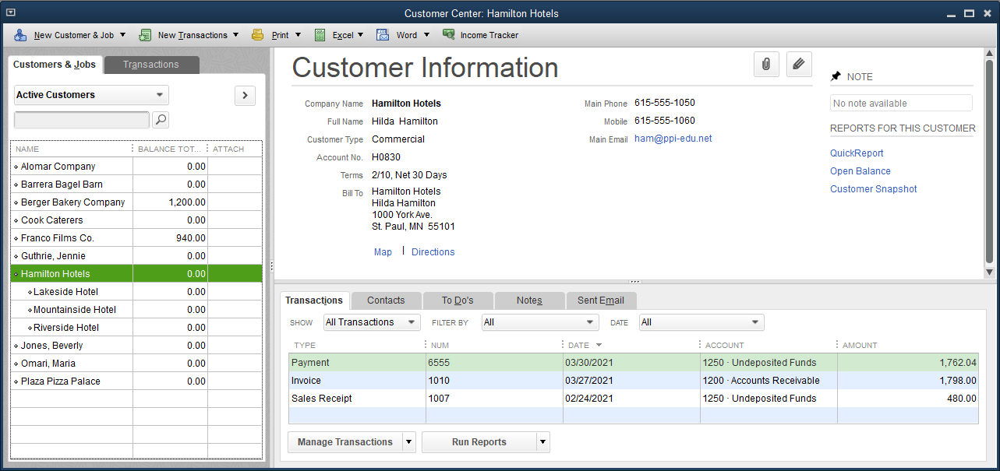 Customer Center: Hamilton Hotels
New Customer & Job New Transactions Print Excel Word Income Tracker
Customers & Jobs Transactions
Active Customers
NAME BALANCE TOT... ATTACH
Alomar Company 0.00
Barrera Bagel Barn 0.00
Berger Bakery Company 1,200.00
Cook Caterers 0.00
Franco Films Co. 940.00
Guthrie, Jennie 0.00
Hamilton Hotels 0.00
Lakeside Hotel 0.00
Mountainside Hotel 0.00
Riverside Hotel 0.00
Jones, Beverly 0.00
Omari, Maria 0.00
Plaza Pizza Palace 0.00
Customer Information
Company Name Hamilton Hotels
Full Name Hilda Hamilton
Customer Type Commercial
Account No. H0830
Terms 2/10, Net 30 Days
Bill To Hamilton Hotels
Hilda Hamilton
1000 York Ave.
St. Paul, MN 55101
Map | Directions
Main Phone 615-555-1050
Mobile 615-555-1060
Main Email ham@ppi-edu.net
NOTE
No note available
REPORTS FOR THIS CUSTOMER
QuickReport
Open Balance
Customer Snapshot
Transactions Contacts To Do's Notes Sent Email
SHOW All Transactions FILTER BY All DATE All
TYPE NUM DATE ACCOUNT AMOUNT
Payment 6555 03/30/2021 1250 · Undeposited Funds 1,762.04
Invoice 1010 03/27/2021 1200 · Accounts Receivable 1,798.00
Sales Receipt 1007 02/24/2021 1250 · Undeposited Funds 480.00
Manage Transactions Run Reports